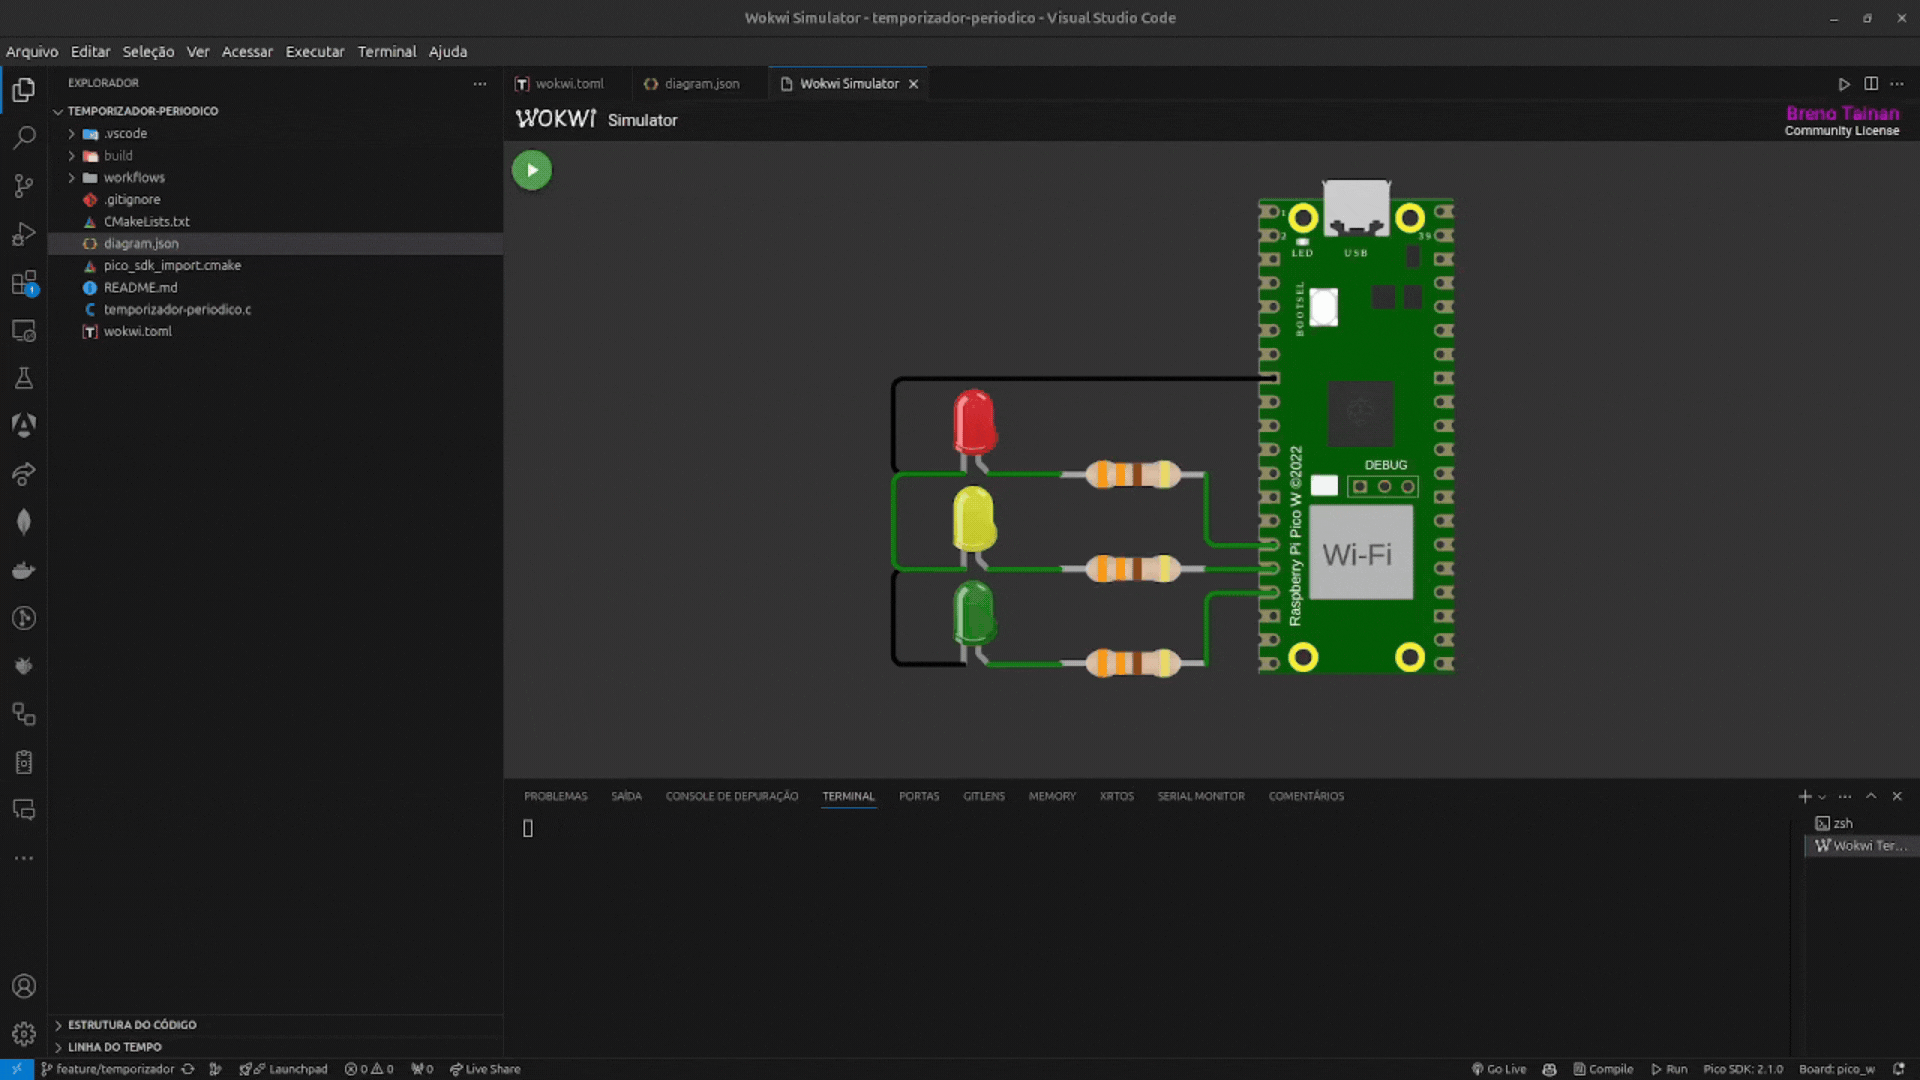 Wokwi Simulator - temporizador-periodico - Visual Studio Code
Arquivo Editar Seleção Ver Acessar Executar Terminal Ajuda
EXPLORADOR
TEMPORIZADOR-PERIODICO
.vscode
build
workflows
.gitignore
CMakeLists.txt
diagram.json
pico_sdk_import.cmake
README.md
temporizador-periodico.c
wokwi.toml
ESTRUTURA DO CÓDIGO
LINHA DO TEMPO
wokwi.toml diagram.json Wokwi Simulator
WOKWI Simulator
Breno Tainan
Community License
1
2
39
LED USB
BOOTSEL
DEBUG
Raspberry Pi Pico W ©2022
Wi-Fi
PROBLEMAS SAÍDA CONSOLE DE DEPURAÇÃO TERMINAL PORTAS GITLENS MEMORY XRTOS SERIAL MONITOR COMENTÁRIOS
zsh
Wokwi Ter...
1
feature/temporizador Launchpad 0 0 0 Live Share Go Live Compile Run Pico SDK: 2.1.0 Board: pico_w